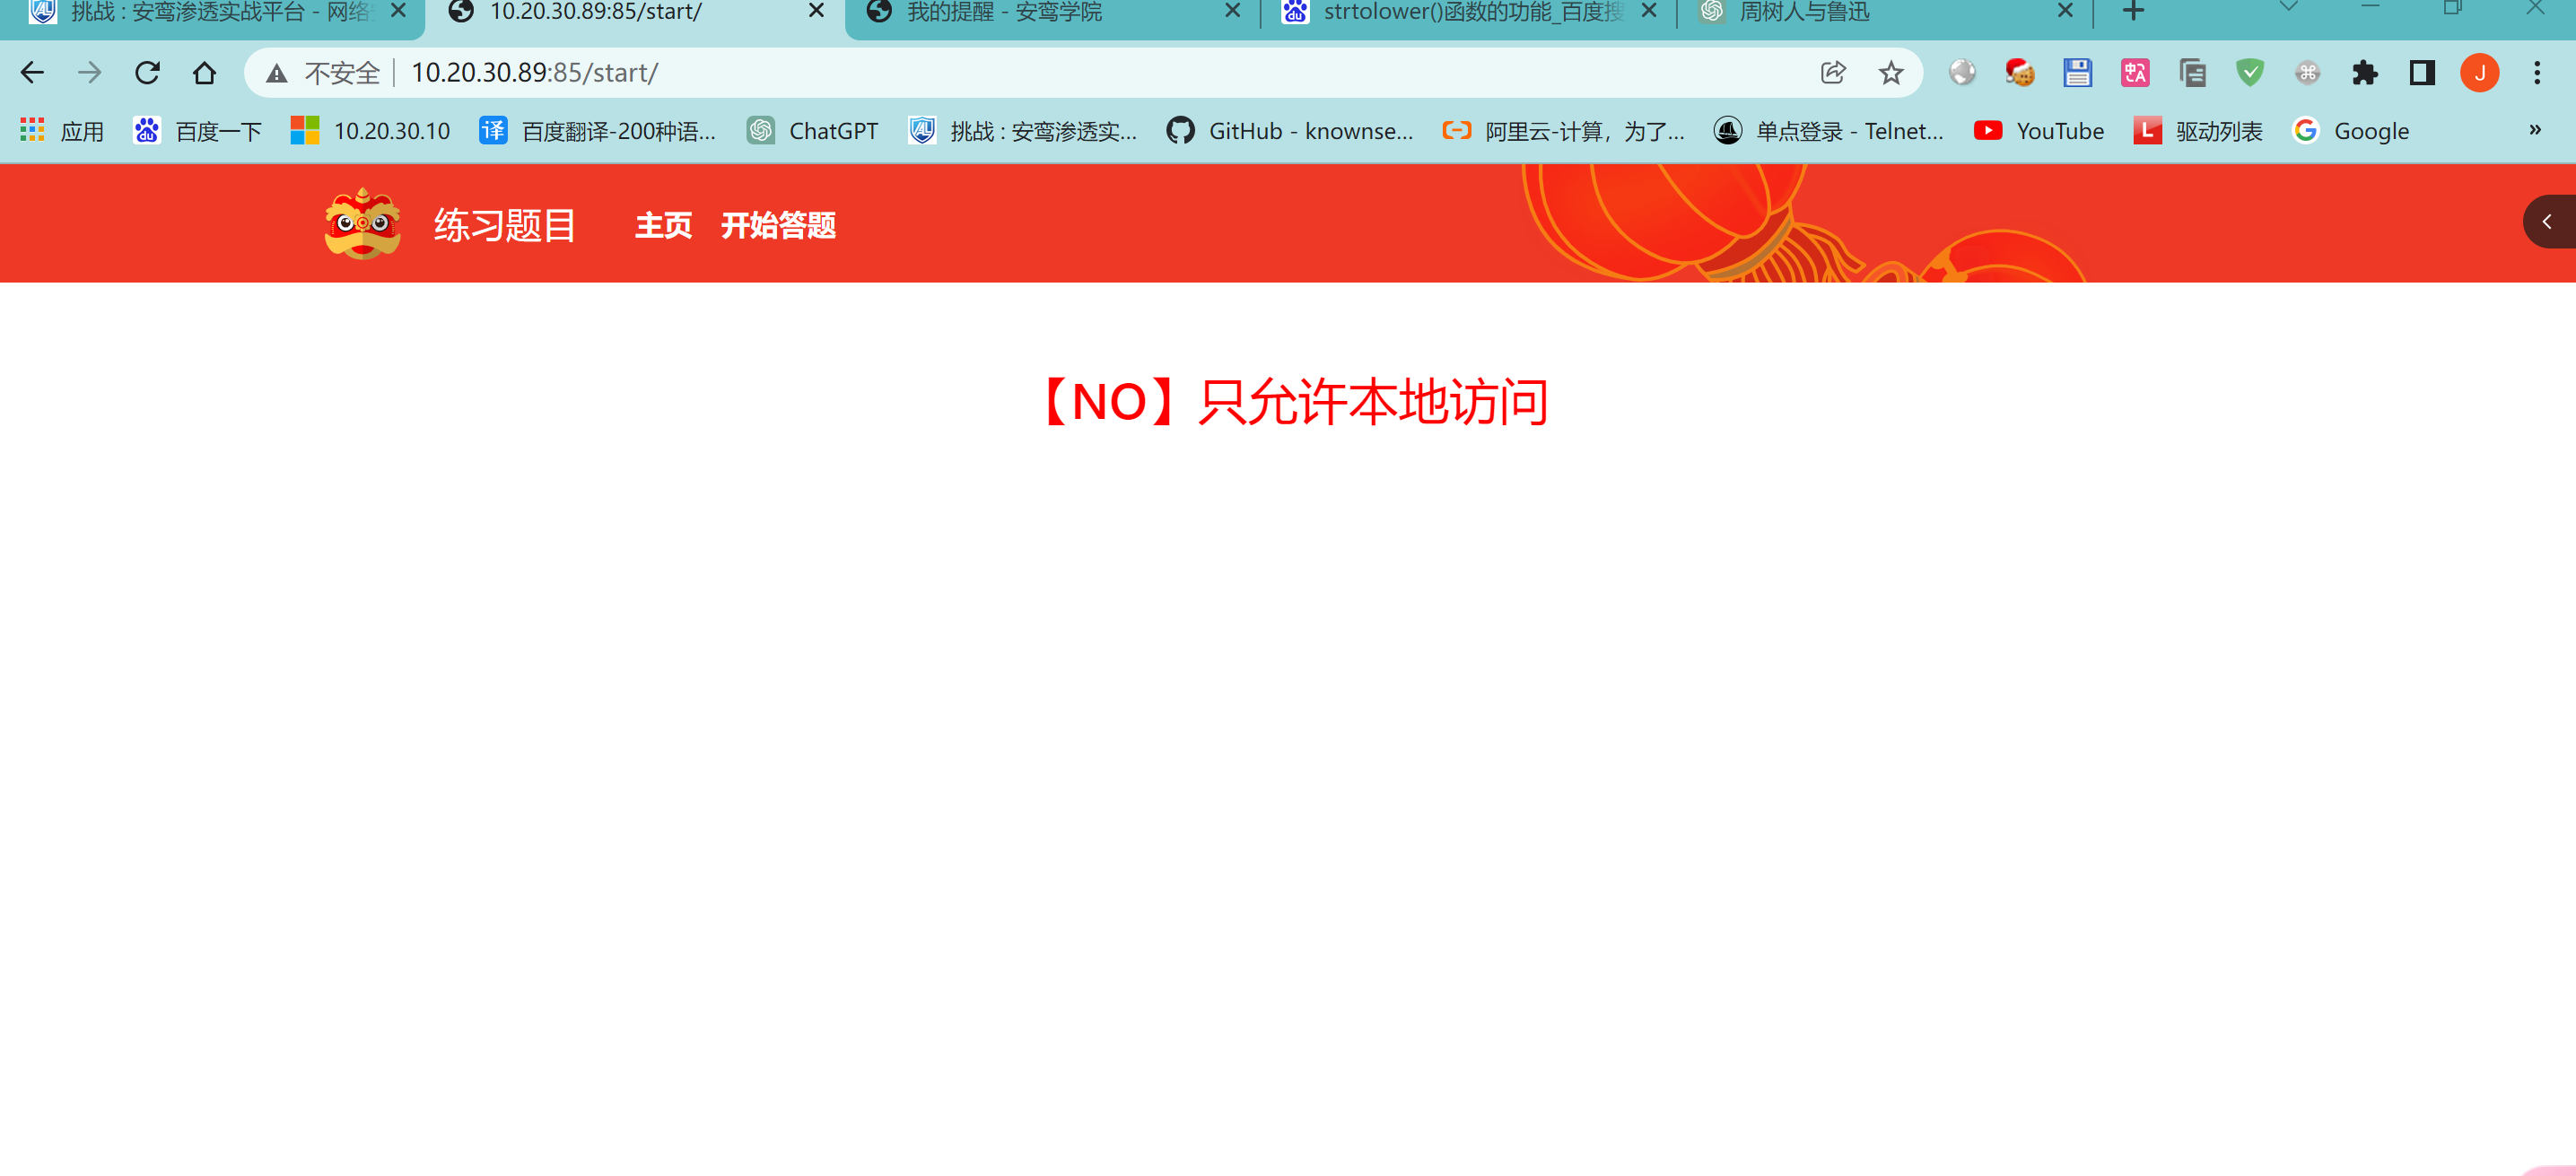 挑战 : 安鸾渗透实战平台 - 网络
10.20.30.89:85/start/
我的提醒 - 安鸾学院
strtolower()函数的功能_百度搜
周树人与鲁迅
不安全 10.20.30.89:85/start/
J
应用 百度一下 10.20.30.10 译 百度翻译-200种语... ChatGPT 挑战 : 安鸾渗透实... GitHub - knownse... 阿里云-计算，为了... 单点登录 - Telnet... YouTube L 驱动列表 Google »
练习题目 主页 开始答题
【NO】只允许本地访问